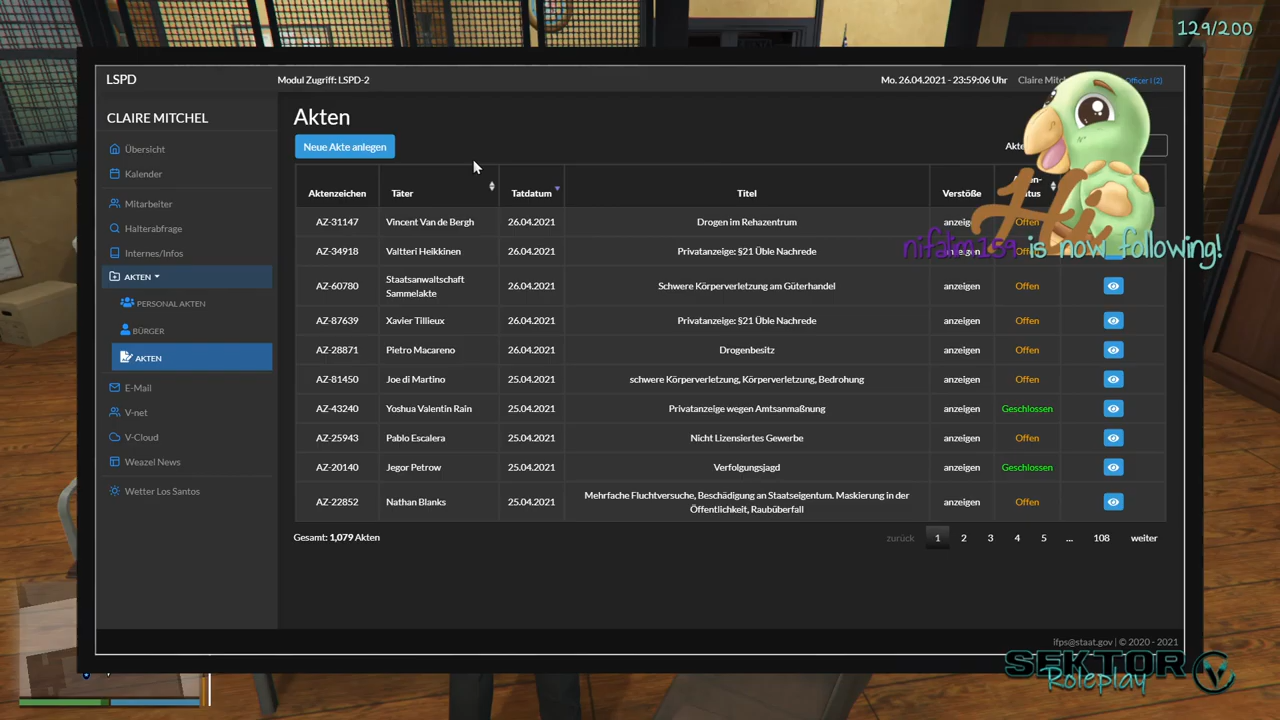 129/200
LSPD
Modul Zugriff: LSPD-2
Mo. 26.04.2021 - 23:59:06 Uhr
Officer I (2)
CLAIRE MITCHEL
Übersicht
Kalender
Mitarbeiter
Halterabfrage
Internes/Infos
AKTEN
PERSONAL AKTEN
BÜRGER
AKTEN
E-Mail
V-net
V-Cloud
Weazel News
Wetter Los Santos
Akten
Neue Akte anlegen
Hi
nifalim159 is now following!
Aktenzeichen Täter Tatdatum Titel Verstöße
AZ-31147 Vincent Van de Bergh 26.04.2021 Drogen im Rehazentrum Offen
AZ-34918 Valtteri Heikkinen 26.04.2021 Privatanzeige: §21 Üble Nachrede
AZ-60780 Staatsanwaltschaft Sammelakte 26.04.2021 Schwere Körperverletzung am Güterhandel anzeigen Offen
AZ-87639 Xavier Tillieux 26.04.2021 Privatanzeige: §21 Üble Nachrede anzeigen Offen
AZ-28871 Pietro Macareno 26.04.2021 Drogenbesitz anzeigen Offen
AZ-81450 Joe di Martino 25.04.2021 schwere Körperverletzung, Körperverletzung, Bedrohung anzeigen Offen
AZ-43240 Yoshua Valentin Rain 25.04.2021 Privatanzeige wegen Amtsanmaßnung anzeigen Geschlossen
AZ-25943 Pablo Escalera 25.04.2021 Nicht Lizensiertes Gewerbe anzeigen Offen
AZ-20140 Jegor Petrow 25.04.2021 Verfolgungsjagd anzeigen Geschlossen
AZ-22852 Nathan Blanks 25.04.2021 Mehrfache Fluchtversuche, Beschädigung an Staatseigentum. Maskierung in der Öffentlichkeit, Raubüberfall anzeigen Offen
Gesamt: 1,079 Akten
zurück 1 2 3 4 5 ... 108 weiter
ifps@staat.gov | © 2020 - 2021
SEKTOR
Roleplay